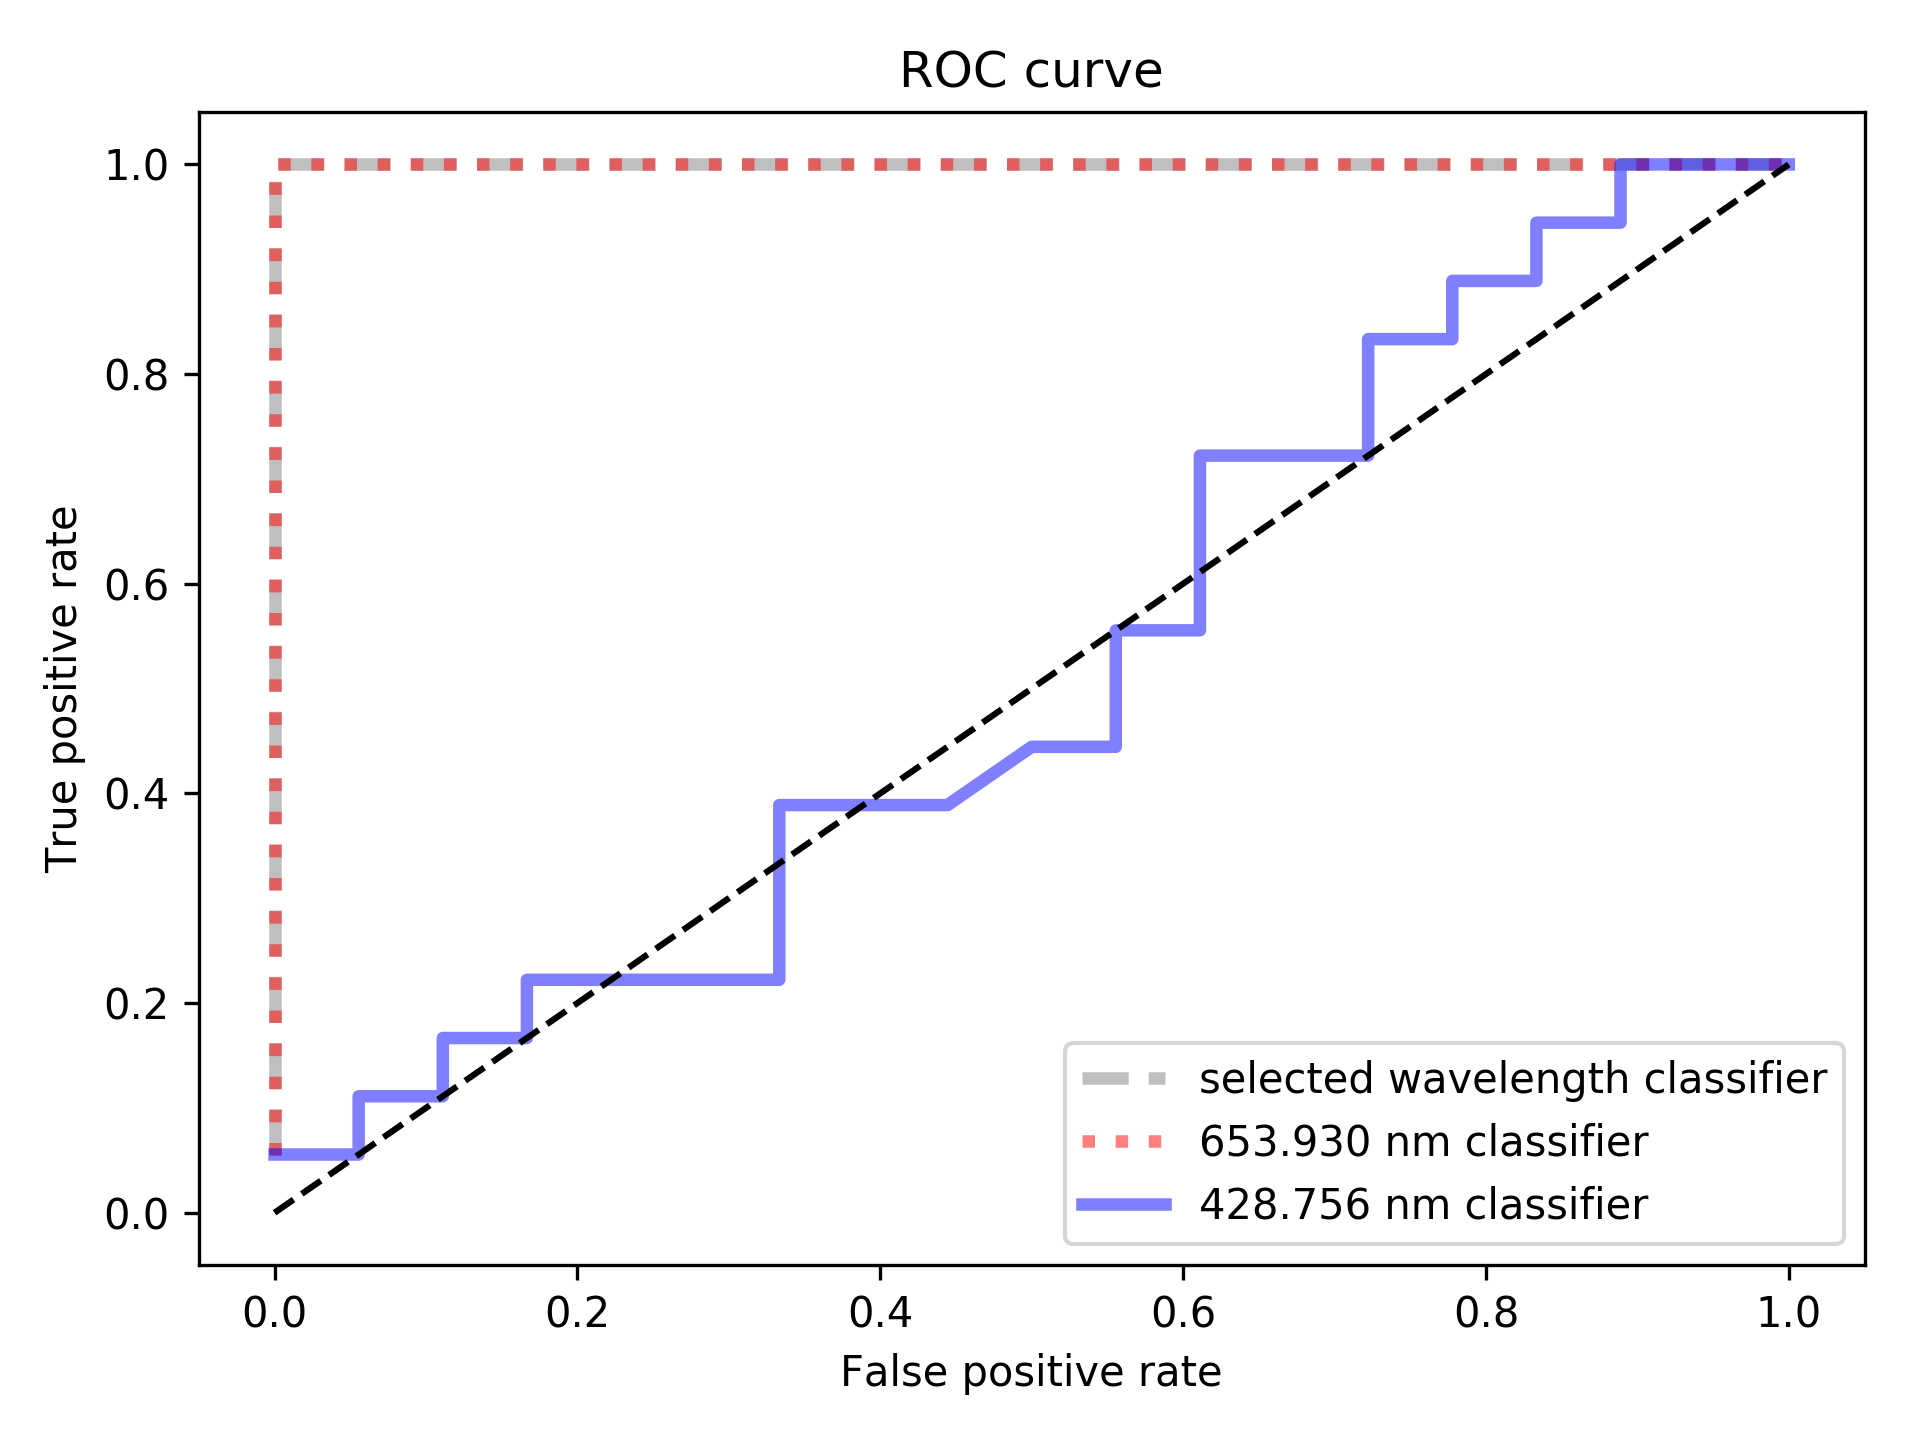 ROC curve
1.0
0.8
0.6
0.4
0.2
0.0
True positive rate
selected wavelength classifier
653.930 nm classifier
428.756 nm classifier
0.0 0.2 0.4 0.6 0.8 1.0
False positive rate